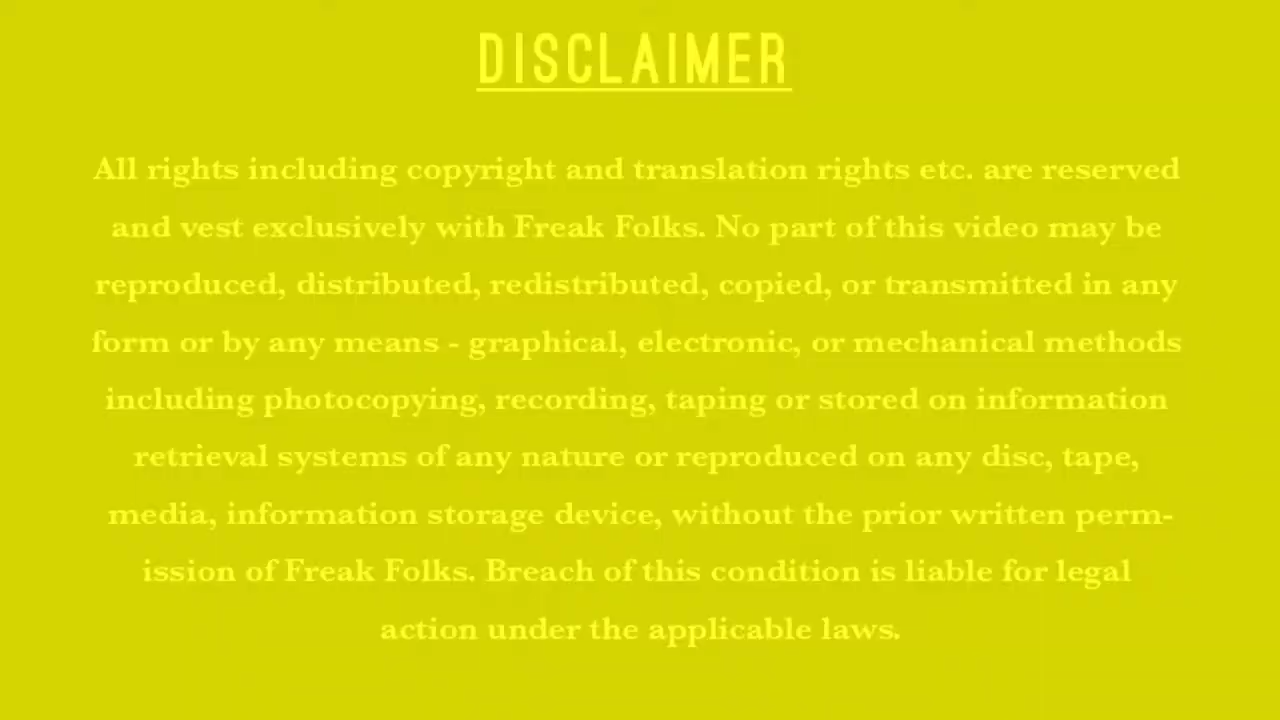 DISCLAIMER
All rights including copyright and translation rights etc. are reserved
and vest exclusively with Freak Folks. No part of this video may be
reproduced, distributed, redistributed, copied, or transmitted in any
form or by any means - graphical, electronic, or mechanical methods
including photocopying, recording, taping or stored on information
retrieval systems of any nature or reproduced on any disc, tape,
media, information storage device, without the prior written perm-
ission of Freak Folks. Breach of this condition is liable for legal
action under the applicable laws.